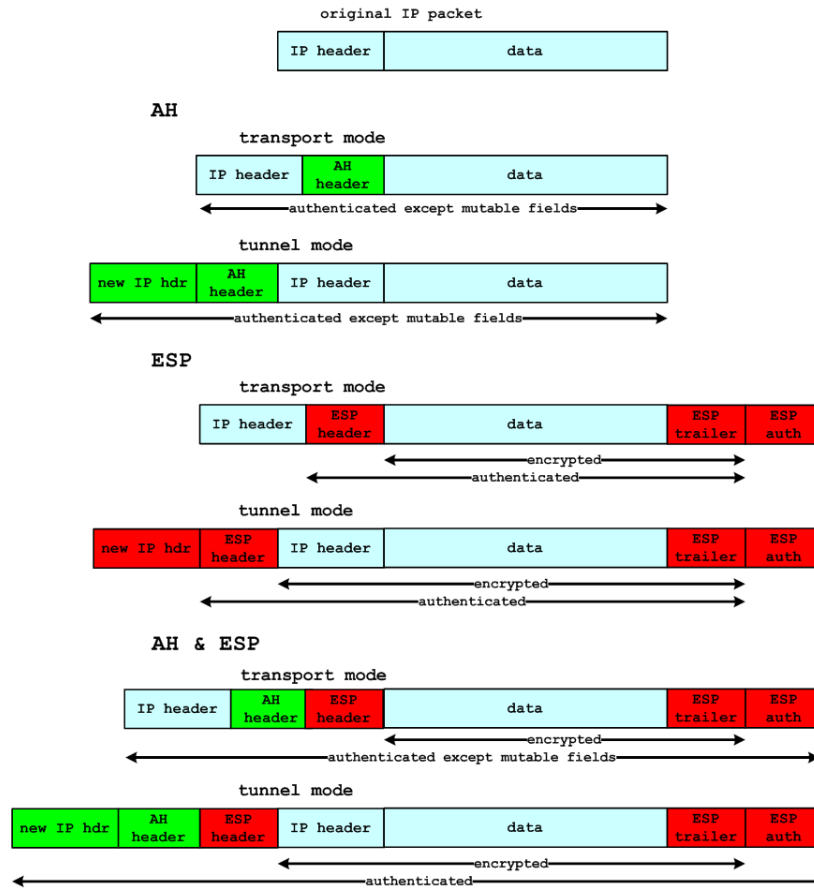 original IP packet
IP header data
AH
transport mode
IP header AH header data
authenticated except mutable fields
tunnel mode
new IP hdr AH header IP header data
authenticated except mutable fields
ESP
transport mode
IP header ESP header data ESP trailer ESP auth
encrypted
authenticated
tunnel mode
new IP hdr ESP header IP header data ESP trailer ESP auth
encrypted
authenticated
AH & ESP
transport mode
IP header AH header ESP header data ESP trailer ESP auth
encrypted
authenticated except mutable fields
tunnel mode
new IP hdr AH header ESP header IP header data ESP trailer ESP auth
encrypted
authenticated